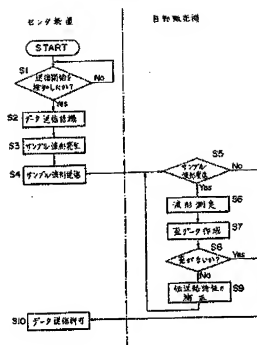 センタ装置
自動販売機
START
S1
送信開始を
検知したか?
No
Yes
S2
データ送信待機
S3
サンプル波形発生
S4
サンプル波形送信
S5
サンプル
波形受信
No
Yes
S6
波形測定
S7
差データ作成
S8
差がないか?
Yes
No
S9
伝送路特性の
補正
S10
データ送信許可